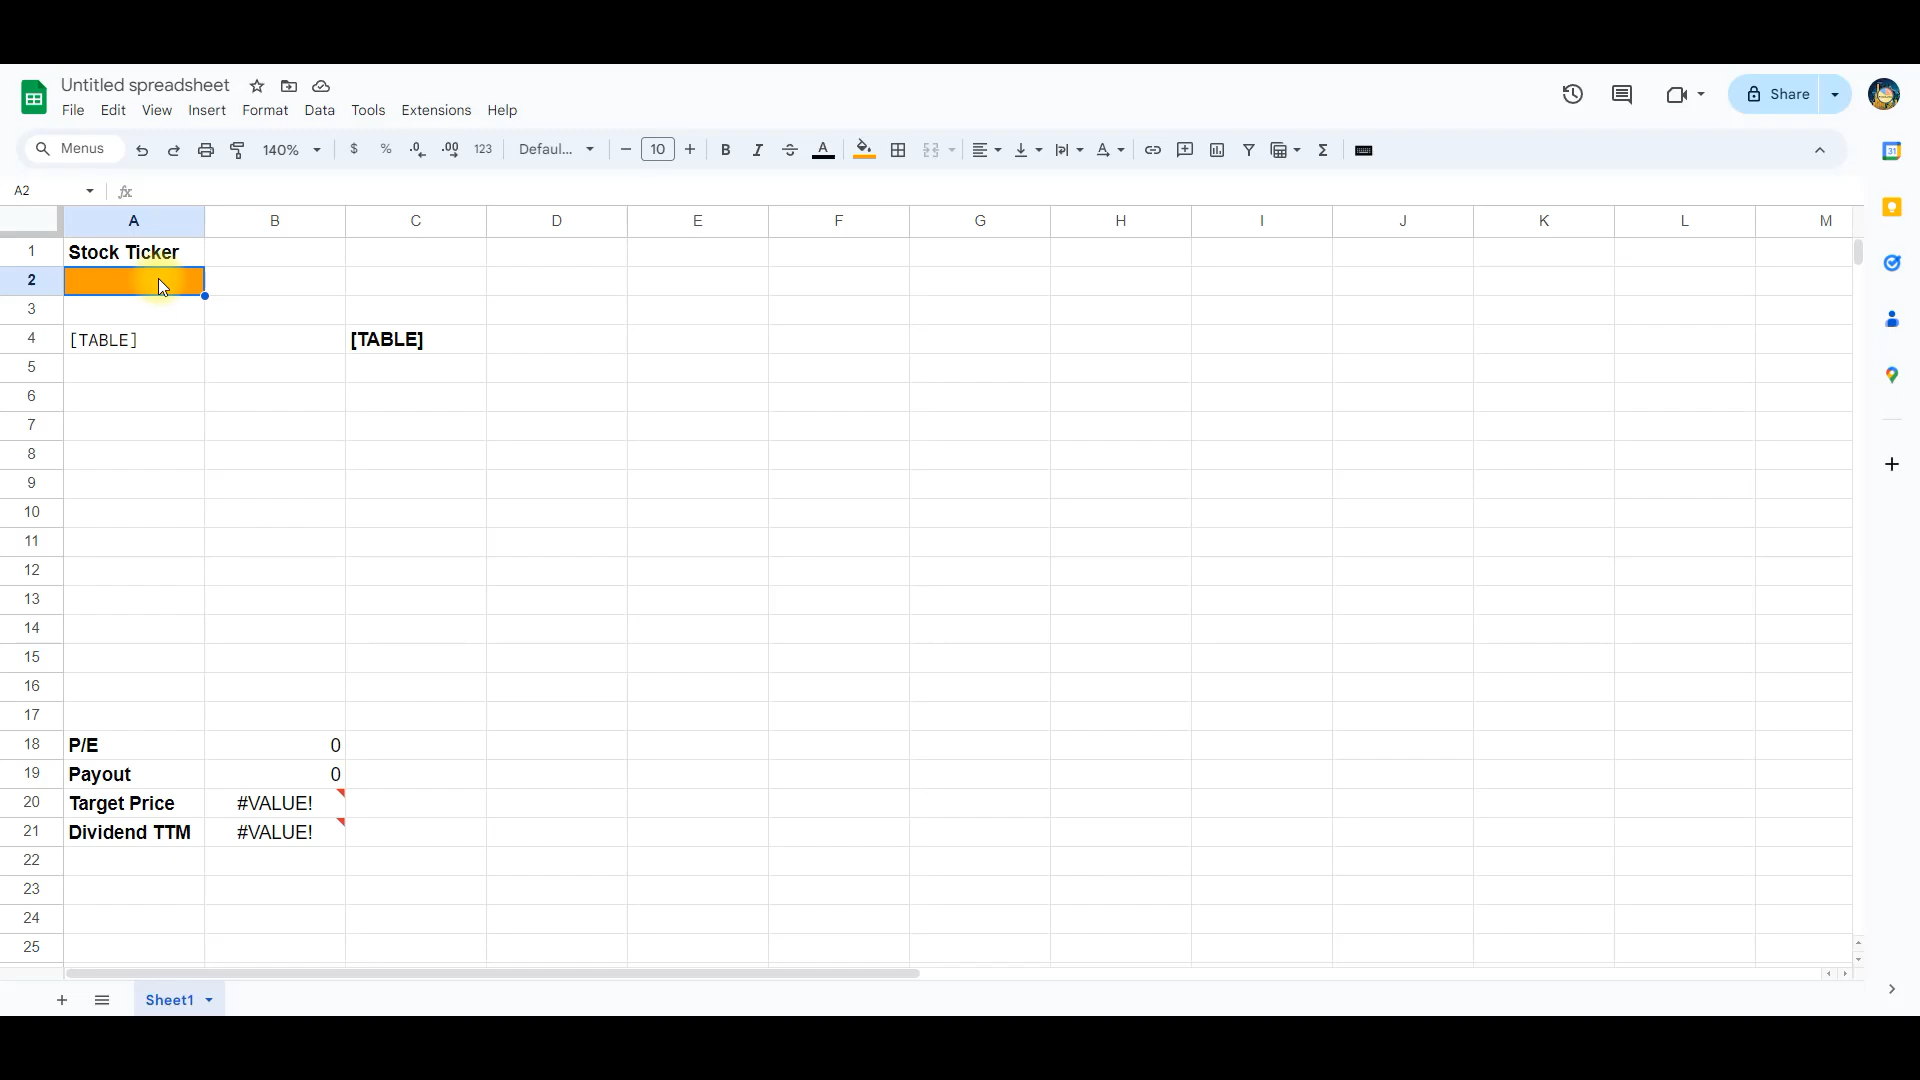 Untitled spreadsheet
File Edit View Insert Format Data Tools Extensions Help
Share
Menus 140% $ % .0 .00 123 Defaul... 10 B I A
31
A2 fx
A B C D E F G H I J K L M
1 Stock Ticker
2
3
4 [TABLE] [TABLE]
5
6
7
8
9
10
11
12
13
14
15
16
17
18 P/E 0
19 Payout 0
20 Target Price #VALUE!
21 Dividend TTM #VALUE!
22
23
24
25
Sheet1